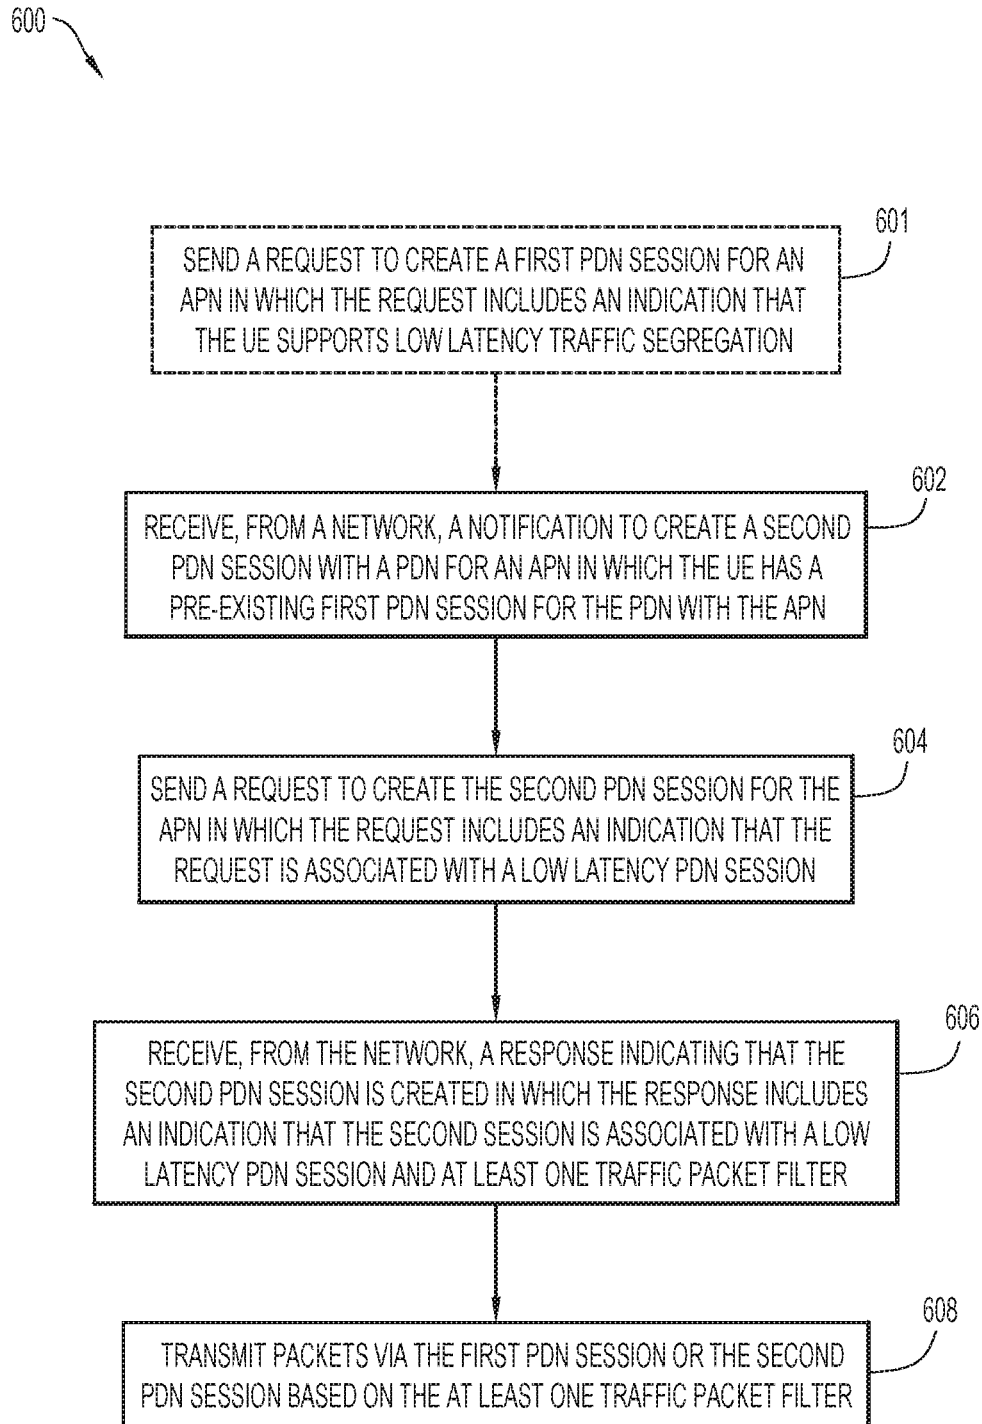 600
601
SEND A REQUEST TO CREATE A FIRST PDN SESSION FOR AN
APN IN WHICH THE REQUEST INCLUDES AN INDICATION THAT
THE UE SUPPORTS LOW LATENCY TRAFFIC SEGREGATION
602
RECEIVE, FROM A NETWORK, A NOTIFICATION TO CREATE A SECOND
PDN SESSION WITH A PDN FOR AN APN IN WHICH THE UE HAS A
PRE-EXISTING FIRST PDN SESSION FOR THE PDN WITH THE APN
604
SEND A REQUEST TO CREATE THE SECOND PDN SESSION FOR THE
APN IN WHICH THE REQUEST INCLUDES AN INDICATION THAT THE
REQUEST IS ASSOCIATED WITH A LOW LATENCY PDN SESSION
606
RECEIVE, FROM THE NETWORK, A RESPONSE INDICATING THAT THE
SECOND PDN SESSION IS CREATED IN WHICH THE RESPONSE INCLUDES
AN INDICATION THAT THE SECOND SESSION IS ASSOCIATED WITH A LOW
LATENCY PDN SESSION AND AT LEAST ONE TRAFFIC PACKET FILTER
608
TRANSMIT PACKETS VIA THE FIRST PDN SESSION OR THE SECOND
PDN SESSION BASED ON THE AT LEAST ONE TRAFFIC PACKET FILTER